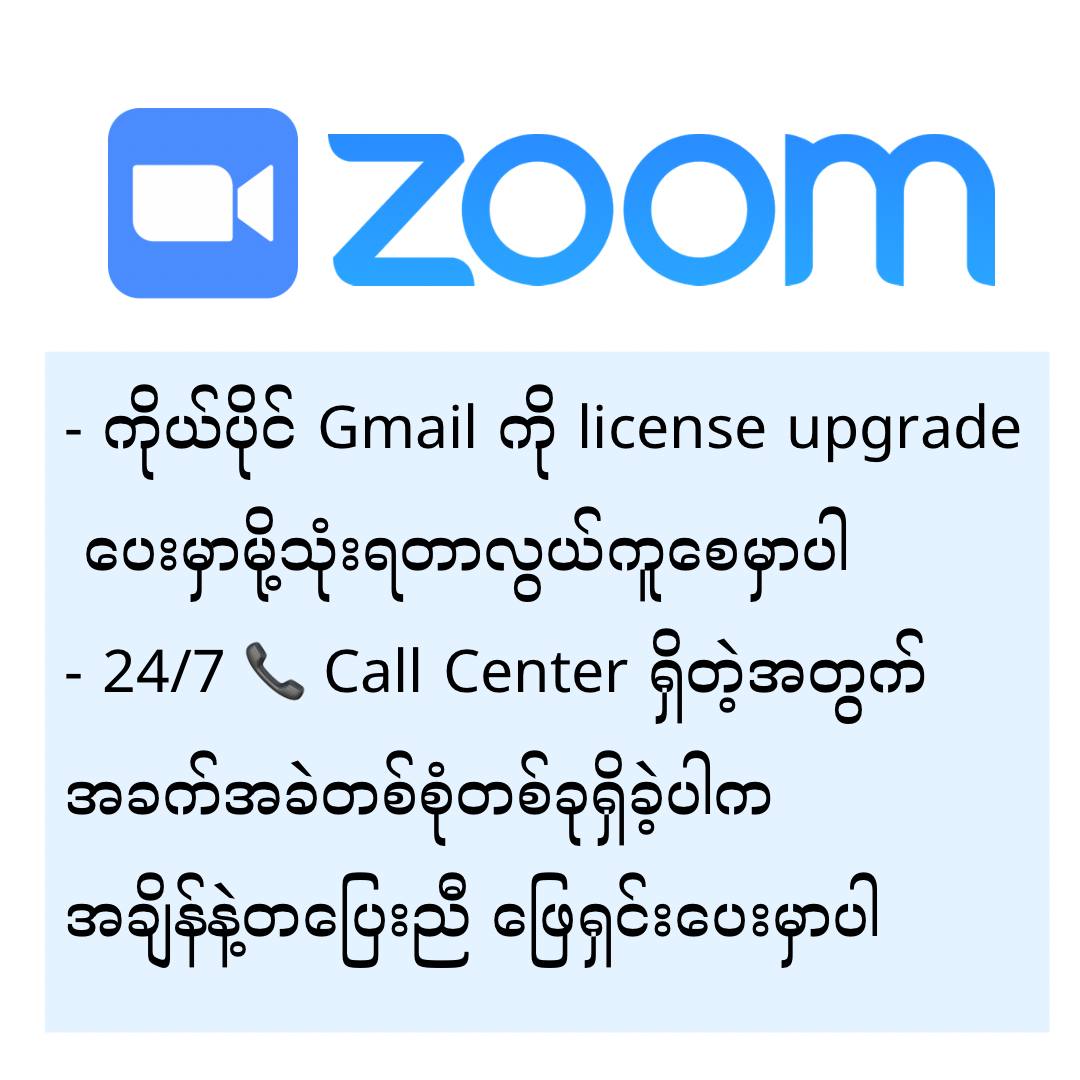 zoom
- ကိုယ်ပိုင် Gmail ကို license upgrade
ပေးမှာမို့သုံးရတာလွယ်ကူစေမှာပါ
- 24/7 📞 Call Center ရှိတဲ့အတွက်
အခက်အခဲတစ်စုံတစ်ခုရှိခဲ့ပါက
အချိန်နဲ့တပြေးညီ ဖြေရှင်းပေးမှာပါ